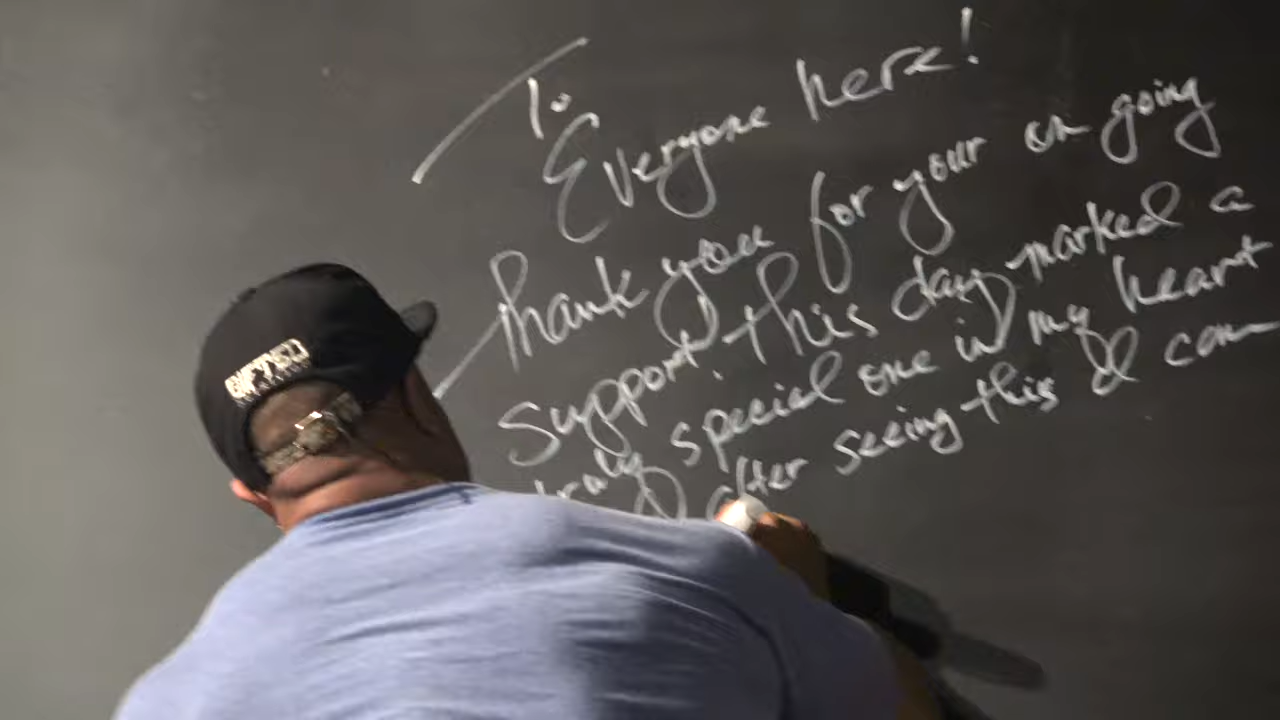 To
Everyone here!
Thank you for your on going
support this day marked a
truly special one in my heart
after seeing this I can